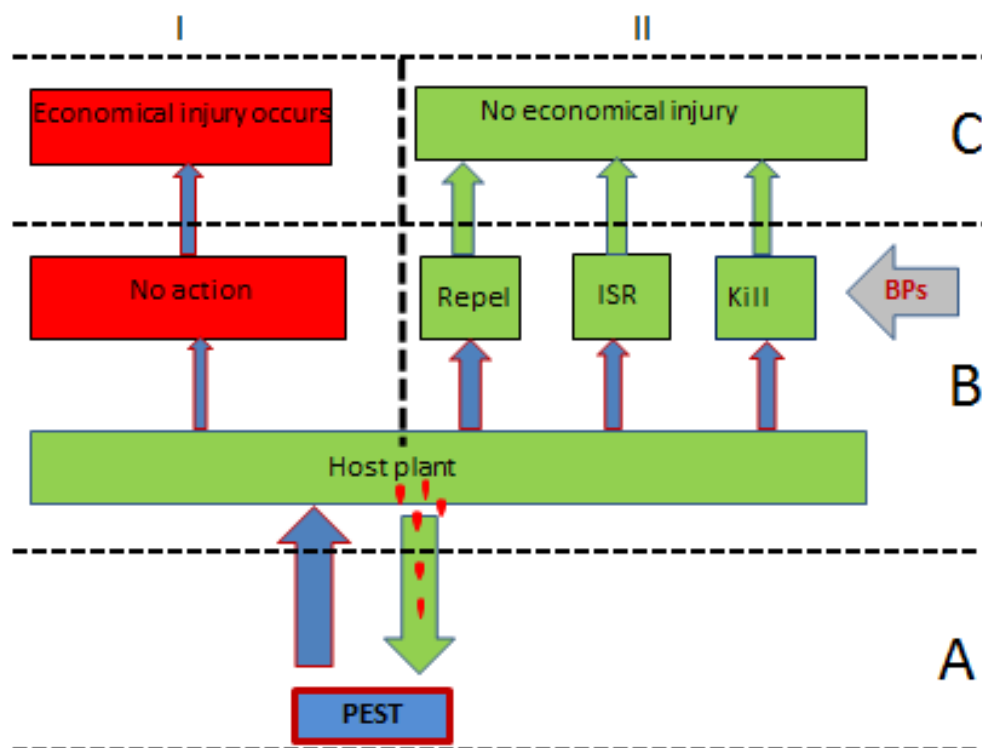 I
II
Economical injury occurs
No economical injury
C
No action
Repel
ISR
Kill
BPs
B
Host plant
A
PEST